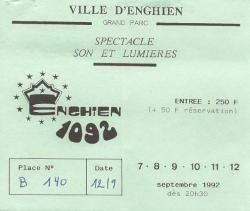 VILLE D'ENGHIEN
GRAND PARC
SPECTACLE
SON ET LUMIERES
ENGHIEN
1092
ENTREE : 250 F
(+ 50 F réservation)
Place N°
B 140
Date
12/9
7 - 8 - 9 - 10 - 11 - 12
septembre 1992
dès 20h30